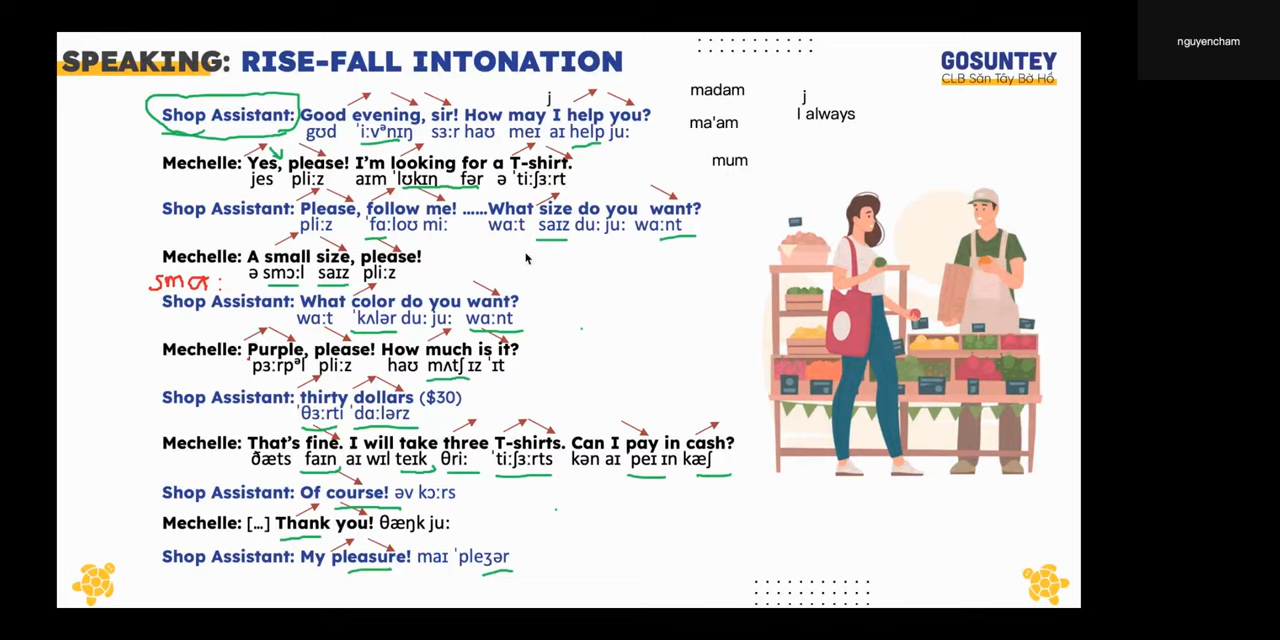 nguyencham
SPEAKING: RISE-FALL INTONATION
GOSUNTEY
CLB Săn Tây Bờ Hồ
madam
ma'am
mum
j
I always
j
Shop Assistant: Good evening, sir! How may I help you?
gʊd ˈiːvᵊnɪŋ sɜːr haʊ meɪ aɪ help juː
Mechelle: Yes, please! I'm looking for a T-shirt.
jes pliːz aɪm ˈlʊkɪŋ fər ə ˈtiːʃɜːrt
Shop Assistant: Please, follow me! ......What size do you want?
pliːz ˈfɑːloʊ miː wɑːt saɪz duː juː wɑːnt
Mechelle: A small size, please!
ə smɔːl saɪz pliːz
smɑː
Shop Assistant: What color do you want?
wɑːt ˈkʌlər duː juː wɑːnt
Mechelle: Purple, please! How much is it?
ˈpɜːrpᵊl pliːz haʊ mʌtʃ ɪz ˈɪt
Shop Assistant: thirty dollars ($30)
ˈθɜːrti ˈdɑːlərz
Mechelle: That's fine. I will take three T-shirts. Can I pay in cash?
ðæts faɪn aɪ wɪl teɪk θriː ˈtiːʃɜːrts kən aɪ ˈpeɪ ɪn kæʃ
Shop Assistant: Of course! əv kɔːrs
Mechelle: [...] Thank you! θæŋk juː
Shop Assistant: My pleasure! maɪ ˈpleʒər